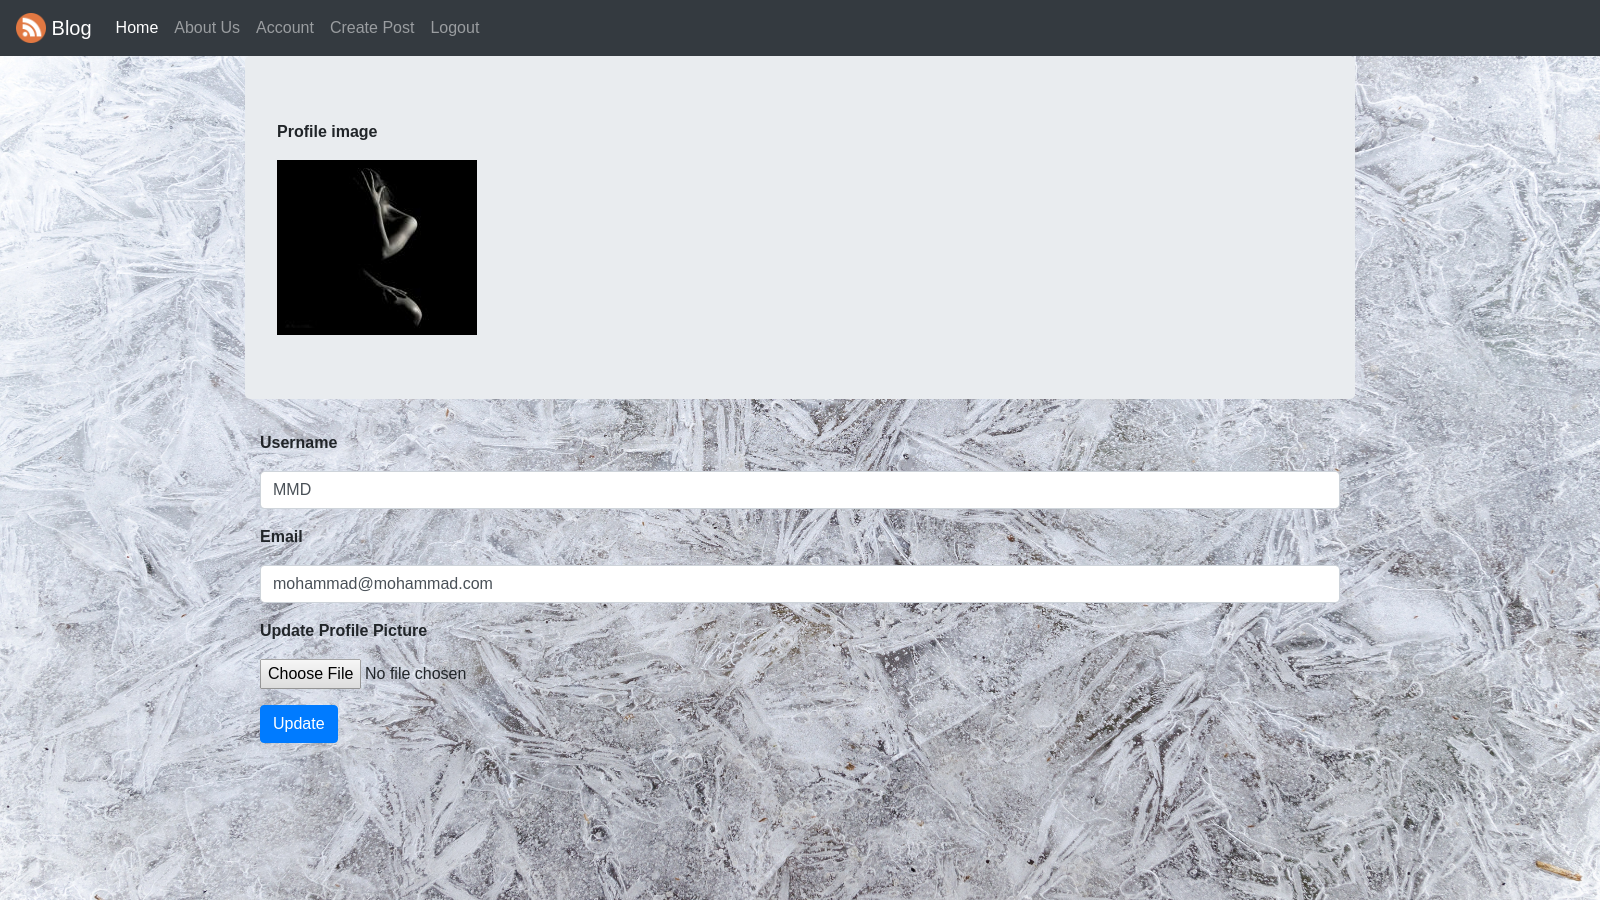 Blog Home About Us Account Create Post Logout
Profile image
Username
MMD
Email
mohammad@mohammad.com
Update Profile Picture
Choose File No file chosen
Update